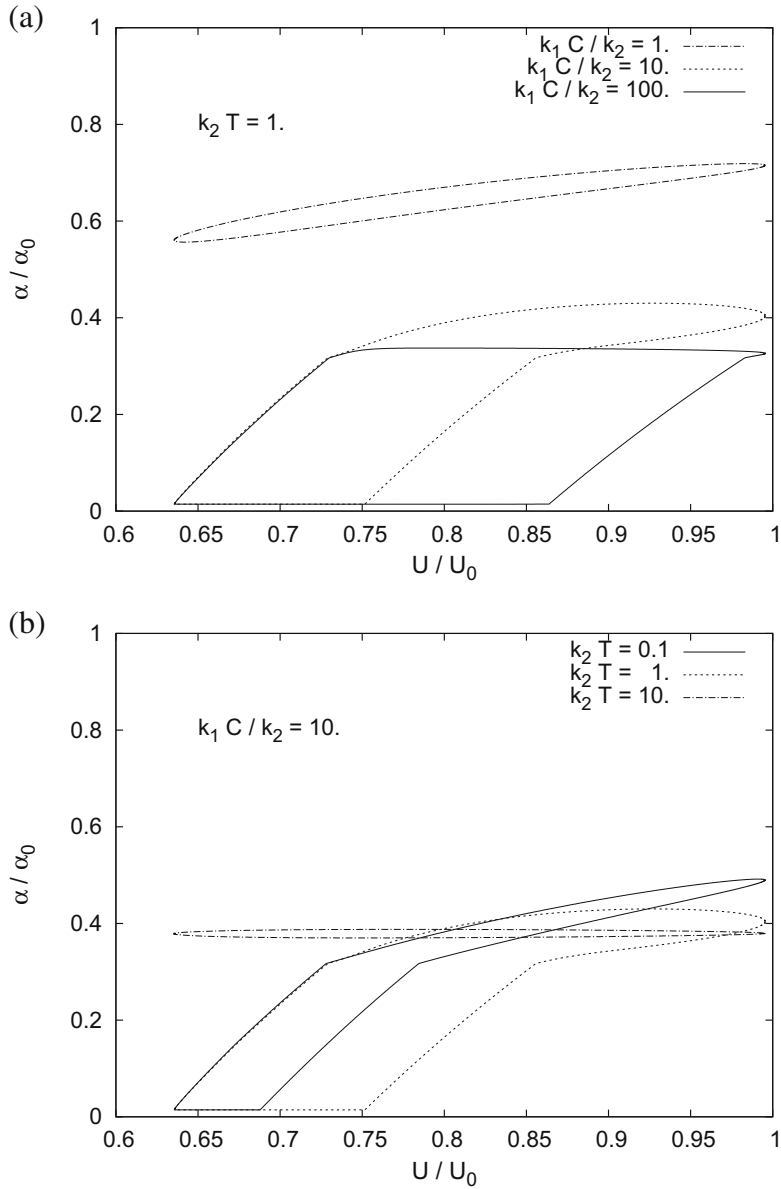 (a)
1
k₁ C / k₂ = 1.
k₁ C / k₂ = 10.
k₁ C / k₂ = 100.
0.8
k₂ T = 1.
0.6
α / α₀
0.4
0.2
0
0.6 0.65 0.7 0.75 0.8 0.85 0.9 0.95 1
U / U₀
(b)
1
k₂ T = 0.1
k₂ T = 1.
k₂ T = 10.
0.8
k₁ C / k₂ = 10.
0.6
α / α₀
0.4
0.2
0
0.6 0.65 0.7 0.75 0.8 0.85 0.9 0.95 1
U / U₀